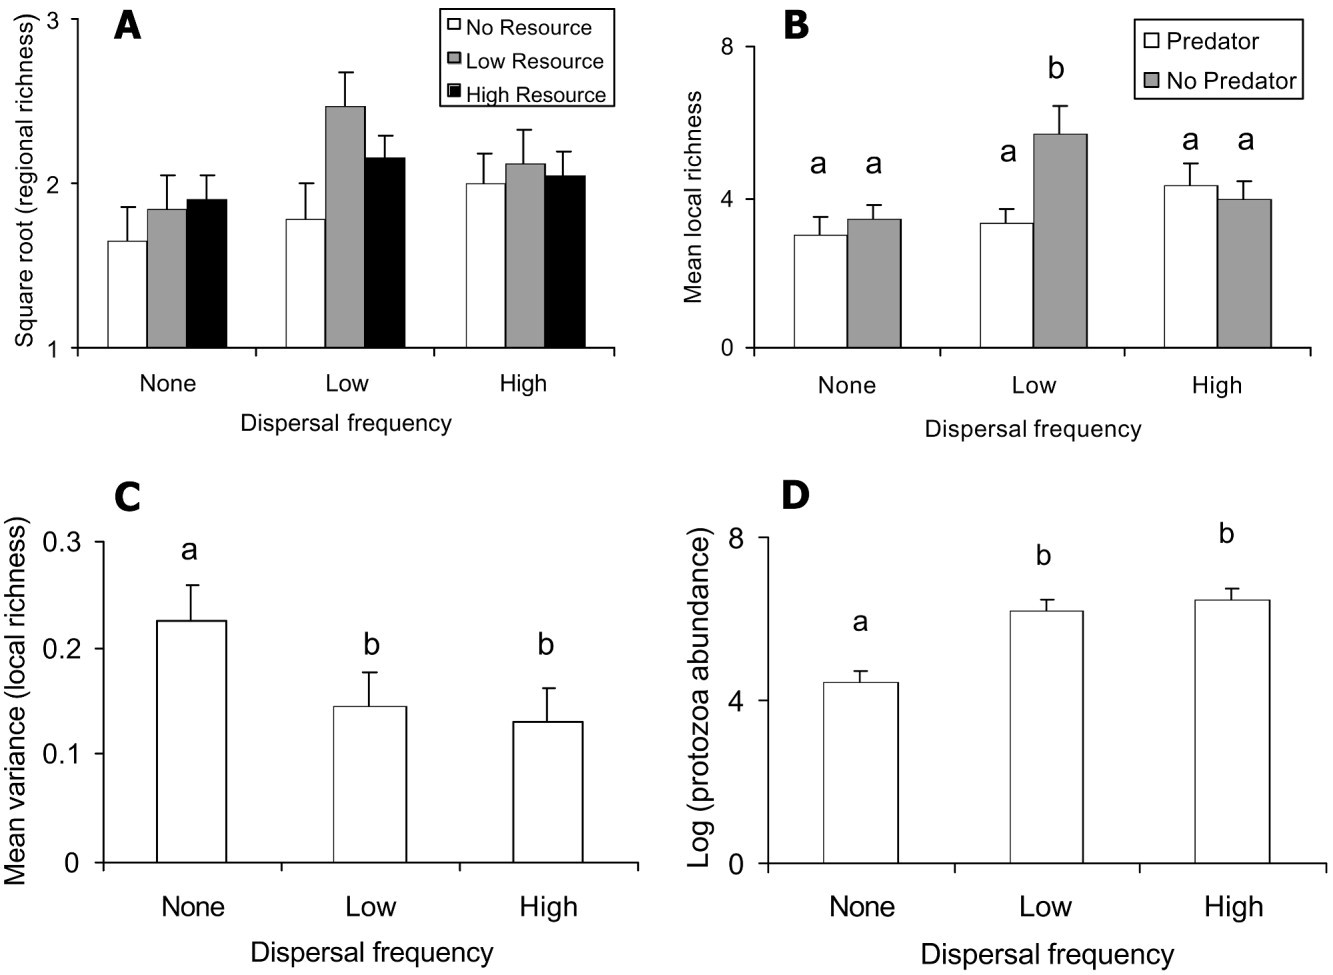 A
3
2
1
Square root (regional richness)
No Resource
Low Resource
High Resource
None
Low
High
Dispersal frequency
B
8
4
0
Mean local richness
Predator
No Predator
a
a
a
b
a
a
None
Low
High
Dispersal frequency
C
0.3
0.2
0.1
0
Mean variance (local richness)
a
b
b
None
Low
High
Dispersal frequency
D
8
4
0
Log (protozoa abundance)
a
b
b
None
Low
High
Dispersal frequency